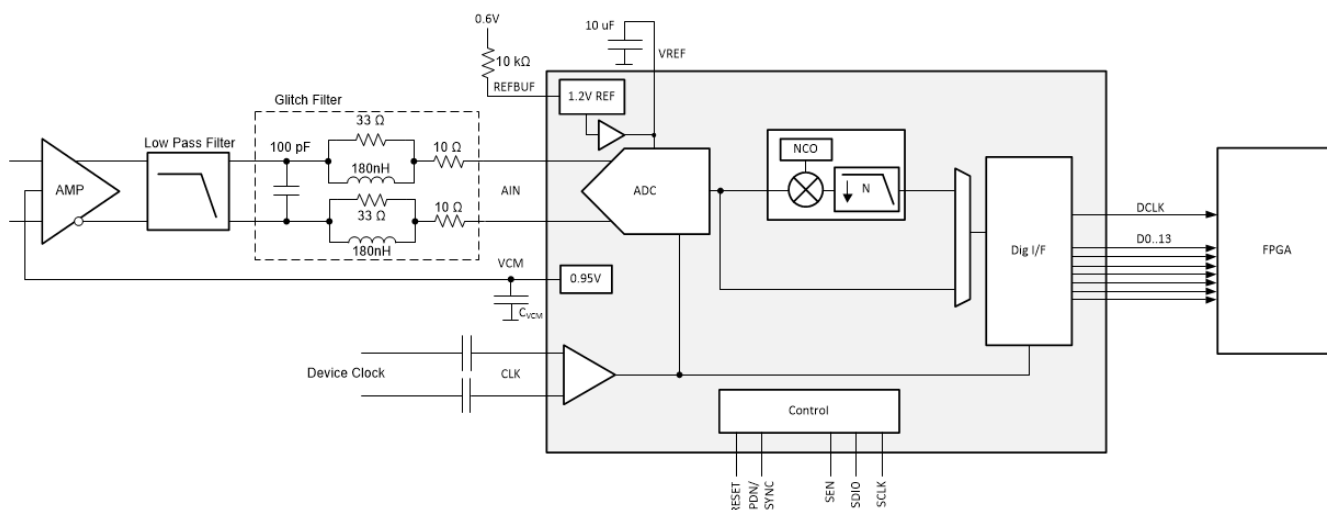 0.6V
10 kΩ
REFBUF
10 uF
VREF
1.2V REF
Glitch Filter
Low Pass Filter
AMP
100 pF
33 Ω
180nH
10 Ω
33 Ω
180nH
10 Ω
AIN
ADC
NCO
N
Dig I/F
DCLK
D0..13
FPGA
VCM
0.95V
CVCM
Device Clock
CLK
Control
RESET
PDN/
SYNC
SEN
SDIO
SCLK